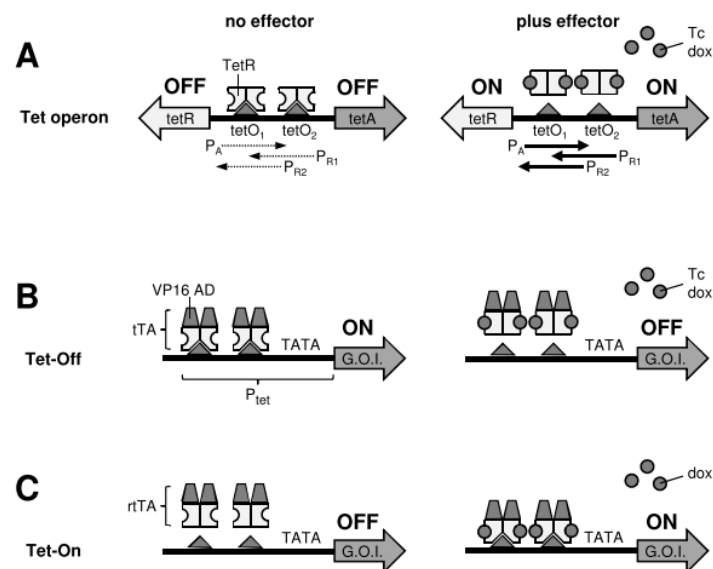 no effector
plus effector
Tc
dox
A
TetR
OFF
OFF
ON
ON
Tet operon
tetR
tetO1
tetO2
tetA
tetR
tetO1
tetO2
tetA
PA
PR1
PR2
PA
PR1
PR2
B
VP16 AD
Tc
dox
tTA
ON
OFF
Tet-Off
TATA
G.O.I.
TATA
G.O.I.
Ptet
C
dox
rtTA
OFF
ON
Tet-On
TATA
G.O.I.
TATA
G.O.I.